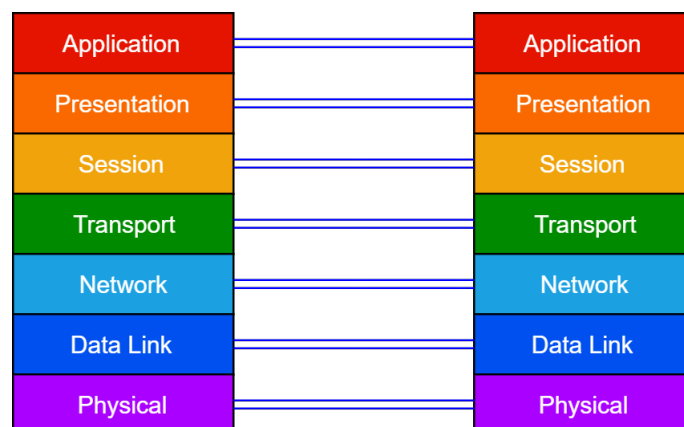 Application
Application
Presentation
Presentation
Session
Session
Transport
Transport
Network
Network
Data Link
Data Link
Physical
Physical